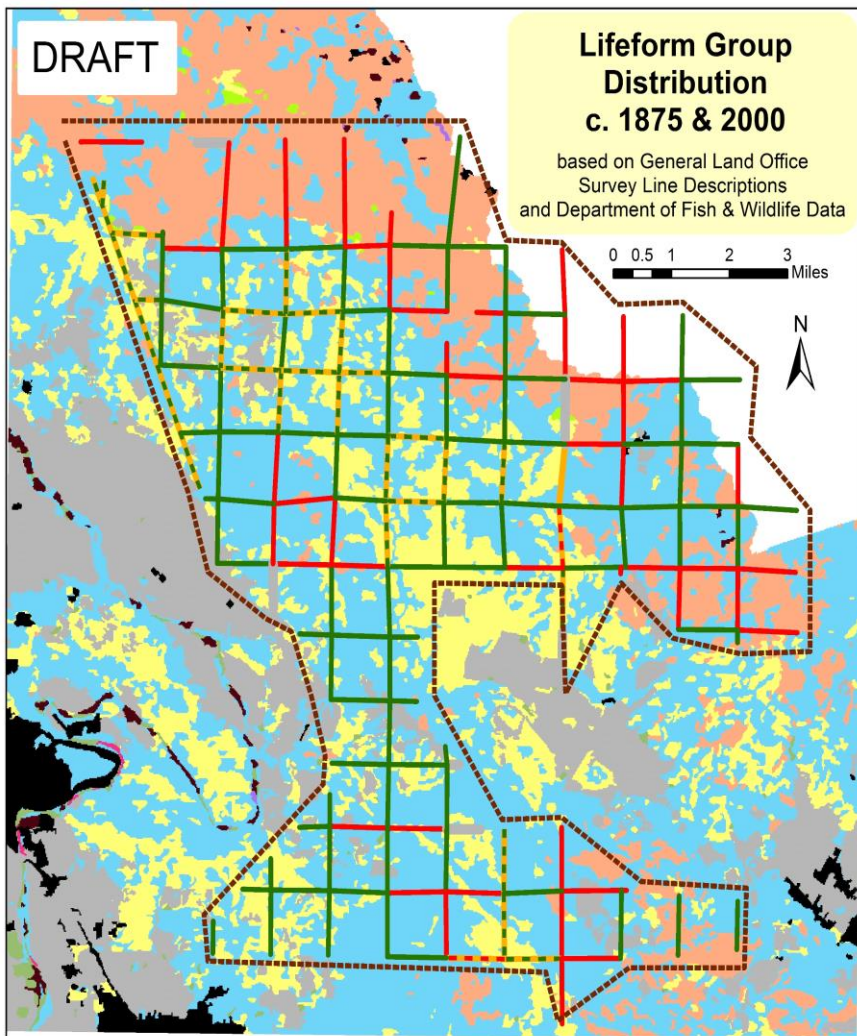 DRAFT
Lifeform Group
Distribution
c. 1875 & 2000
based on General Land Office
Survey Line Descriptions
and Department of Fish & Wildlife Data
0 0.5 1 2 3
Miles
N